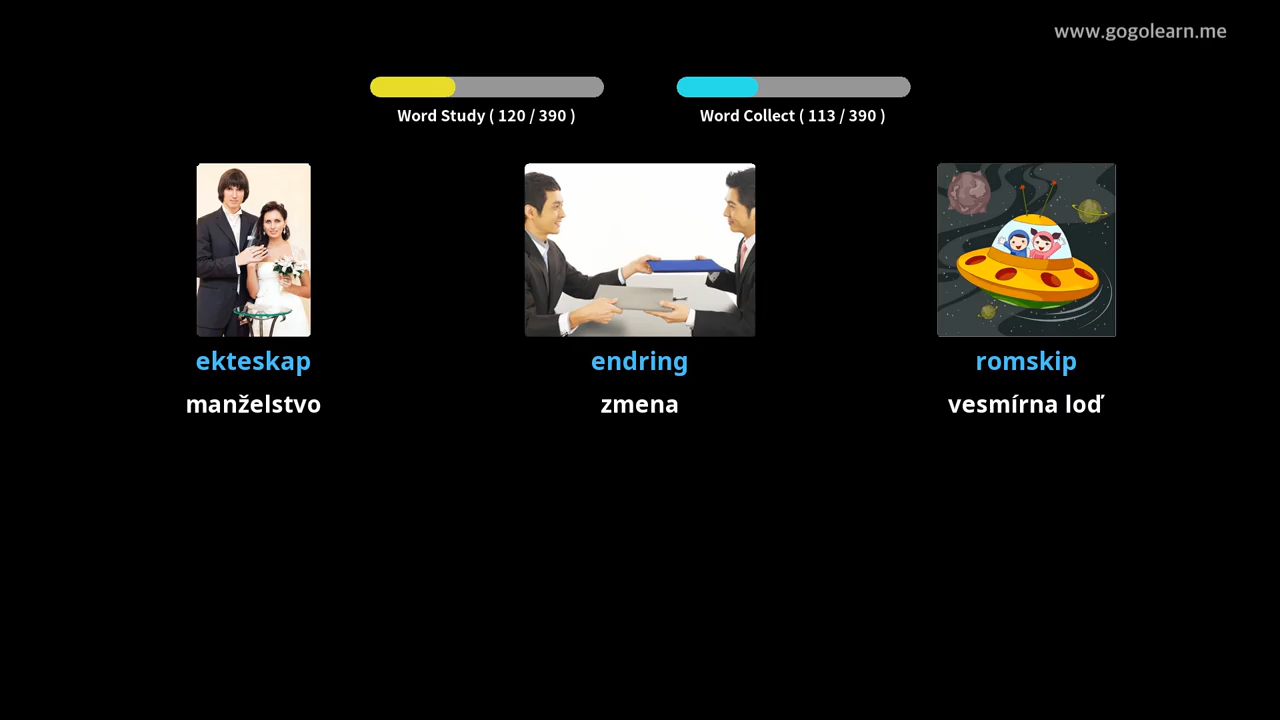 www.gogolearn.me
Word Study ( 120 / 390 )
Word Collect ( 113 / 390 )
ekteskap
endring
romskip
manželstvo
zmena
vesmírna loď